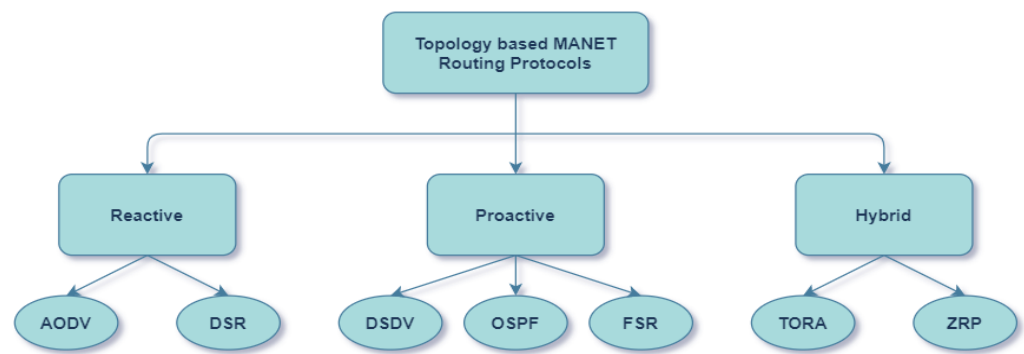 Topology based MANET
Routing Protocols
Reactive
Proactive
Hybrid
AODV
DSR
DSDV
OSPF
FSR
TORA
ZRP